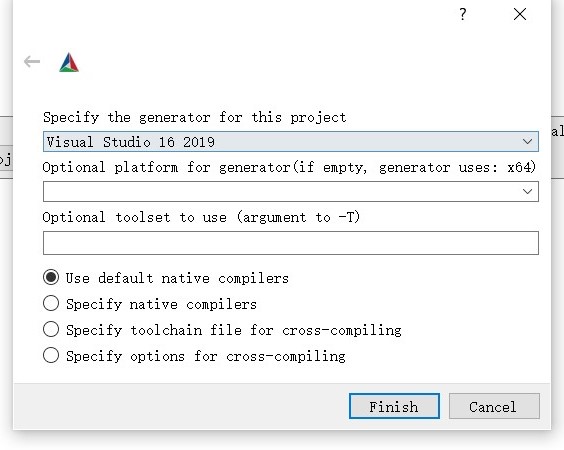 ?
Specify the generator for this project
al
Visual Studio 16 2019
oj
Optional platform for generator(if empty, generator uses: x64)
Optional toolset to use (argument to -T)
Use default native compilers
Specify native compilers
Specify toolchain file for cross-compiling
Specify options for cross-compiling
Finish
Cancel